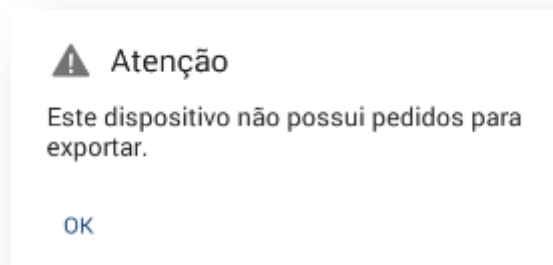 Atenção
Este dispositivo não possui pedidos para
exportar.
OK